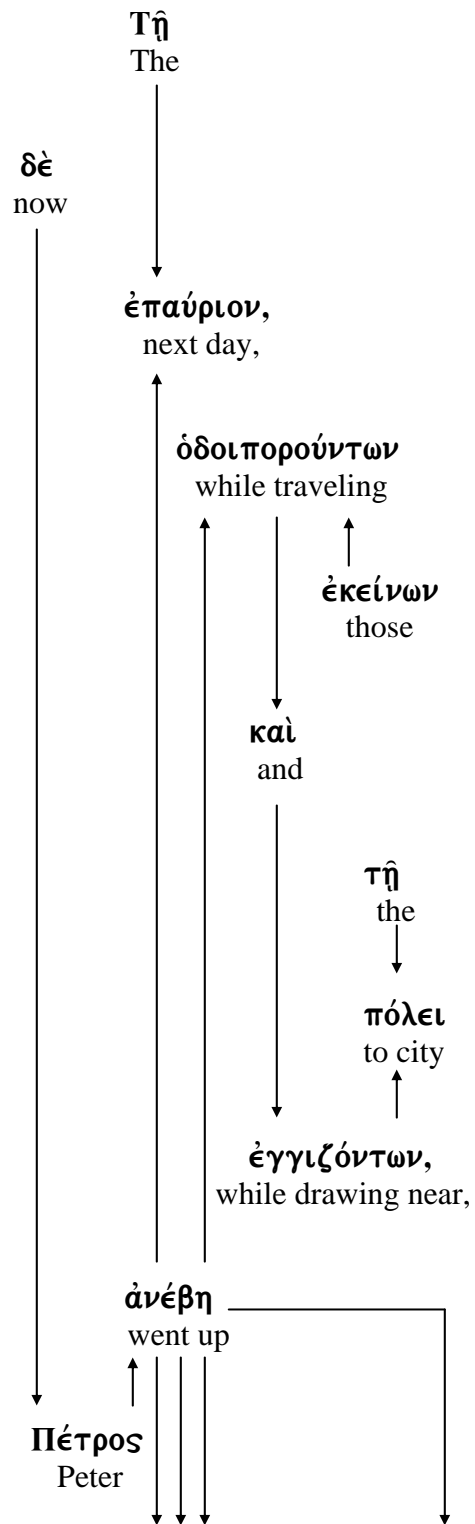 Τῇ
The
δὲ
now
ἐπαύριον,
next day,
ὁδοιπορούντων
while traveling
ἐκείνων
those
καὶ
and
τῇ
the
πόλει
to city
ἐγγιζόντων,
while drawing near,
ἀνέβη
went up
Πέτρος
Peter